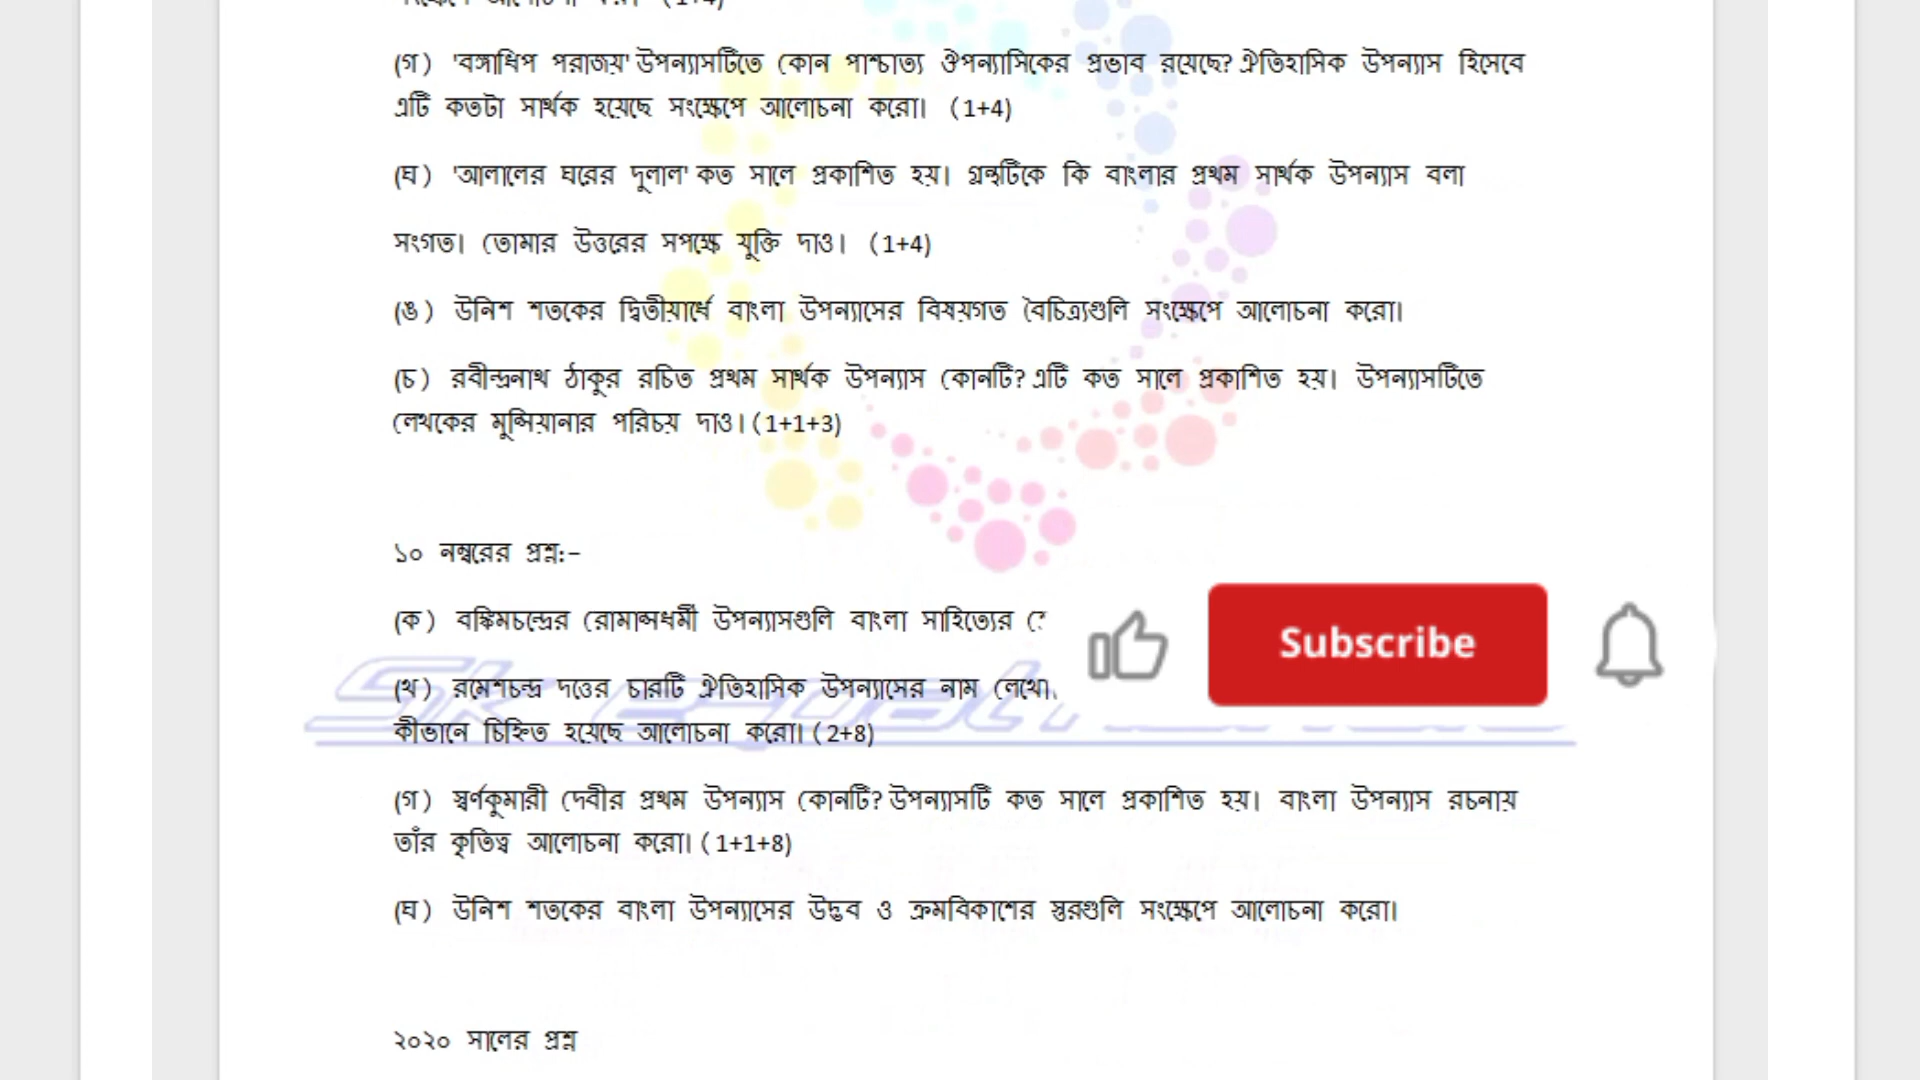 সংক্ষেপে আলোচনা করো। (1+4)
(গ) 'বঙ্গাধিপ পরাজয়' উপন্যাসটিতে কোন পাশ্চাত্য ঔপন্যাসিকের প্রভাব রয়েছে? ঐতিহাসিক উপন্যাস হিসেবে
এটি কতটা সার্থক হয়েছে সংক্ষেপে আলোচনা করো। (1+4)
(ঘ) 'আলালের ঘরের দুলাল' কত সালে প্রকাশিত হয়। গ্রন্থটিকে কি বাংলার প্রথম সার্থক উপন্যাস বলা
সংগত। তোমার উত্তরের সপক্ষে যুক্তি দাও। (1+4)
(ঙ) উনিশ শতকের দ্বিতীয়ার্ধে বাংলা উপন্যাসের বিষয়গত বৈচিত্র্যগুলি সংক্ষেপে আলোচনা করো।
(চ) রবীন্দ্রনাথ ঠাকুর রচিত প্রথম সার্থক উপন্যাস কোনটি? এটি কত সালে প্রকাশিত হয়। উপন্যাসটিতে
লেখকের মুন্সিয়ানার পরিচয় দাও। (1+1+3)
১০ নম্বরের প্রশ্ন:-
(ক) বঙ্কিমচন্দ্রের রোমান্সধর্মী উপন্যাসগুলি বাংলা সাহিত্যের
(খ) রমেশচন্দ্র দত্তের চারটি ঐতিহাসিক উপন্যাসের নাম লেখো।
Subscribe
কীভানে চিহ্নিত হয়েছে আলোচনা করো। (2+8)
(গ) স্বর্ণকুমারী দেবীর প্রথম উপন্যাস কোনটি? উপন্যাসটি কত সালে প্রকাশিত হয়। বাংলা উপন্যাস রচনায়
তাঁর কৃতিত্ব আলোচনা করো। (1+1+8)
(ঘ) উনিশ শতকের বাংলা উপন্যাসের উদ্ভব ও ক্রমবিকাশের স্তরগুলি সংক্ষেপে আলোচনা করো।
২০২০ সালের প্রশ্ন